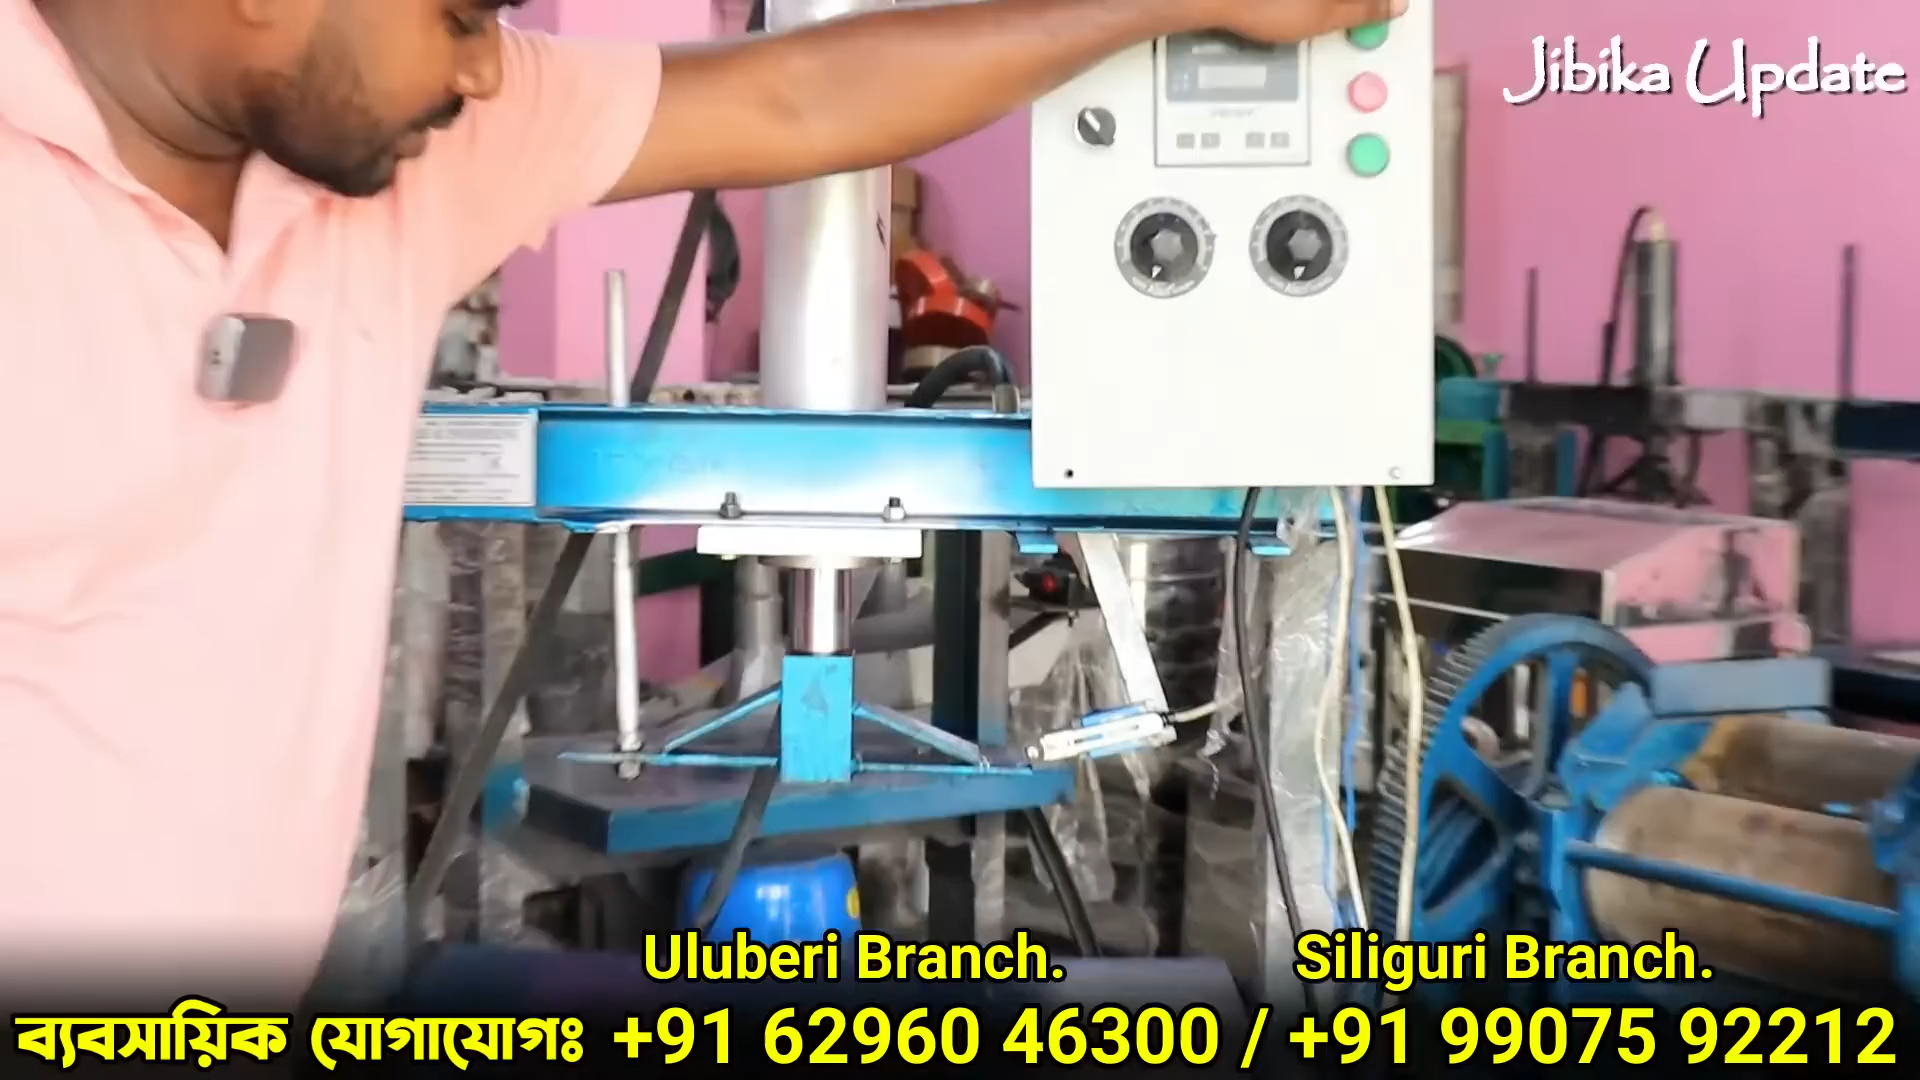 Jibika Update
Uluberi Branch. Siliguri Branch.
ব্যবসায়িক যোগাযোগঃ +91 62960 46300 / +91 99075 92212